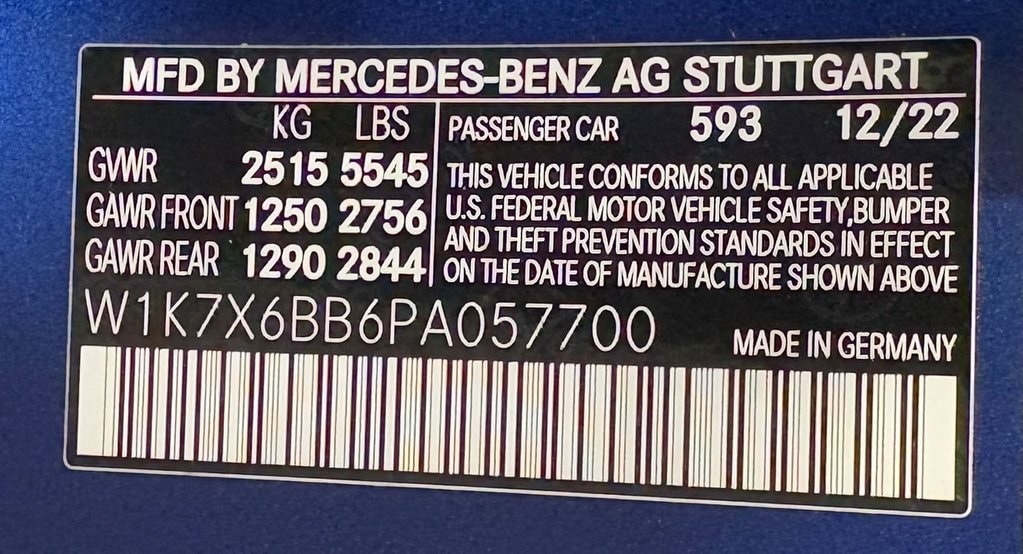 MFD BY MERCEDES-BENZ AG STUTTGART
KG LBS
GVWR 2515 5545
GAWR FRONT 1250 2756
GAWR REAR 1290 2844
PASSENGER CAR 593 12/22
THIS VEHICLE CONFORMS TO ALL APPLICABLE
U.S. FEDERAL MOTOR VEHICLE SAFETY,BUMPER
AND THEFT PREVENTION STANDARDS IN EFFECT
ON THE DATE OF MANUFACTURE SHOWN ABOVE
W1K7X6BB6PA057700
MADE IN GERMANY